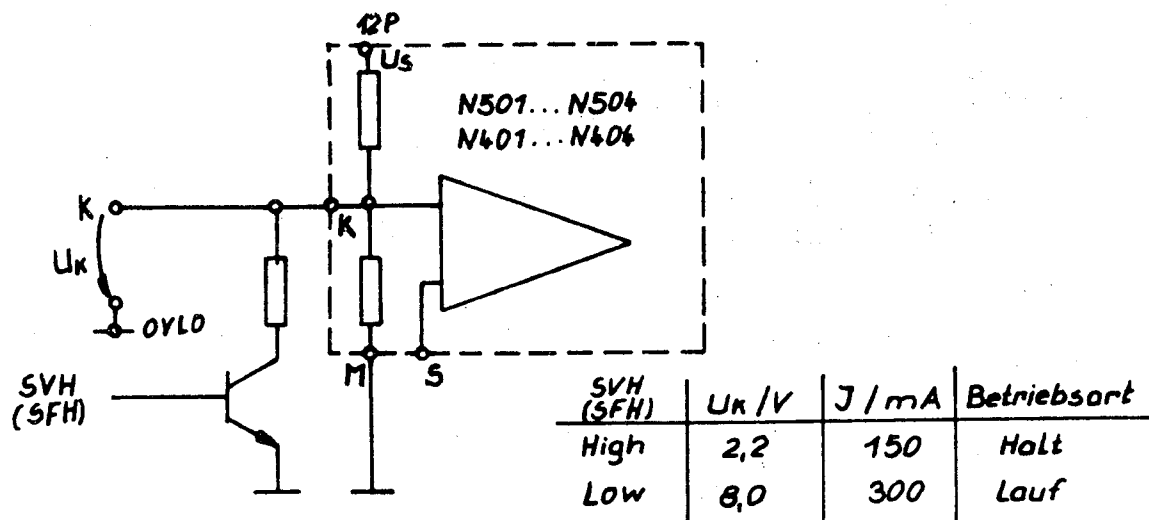 12P
US
N501...N504
N401...N404
K
K
UK
0VL0
M
S
SVH
(SFH)
SVH
(SFH) UK/V J/mA Betriebsart
High 2,2 150 Halt
Low 8,0 300 Lauf